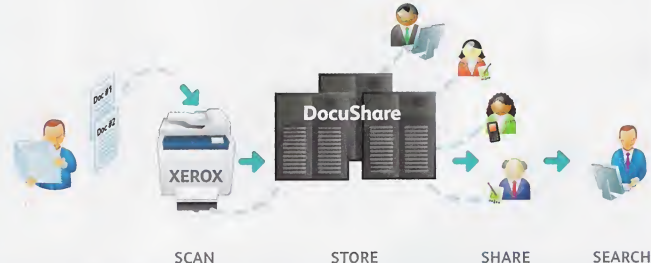 Doc #1
Doc #2
DocuShare
XEROX
SCAN
STORE
SHARE
SEARCH